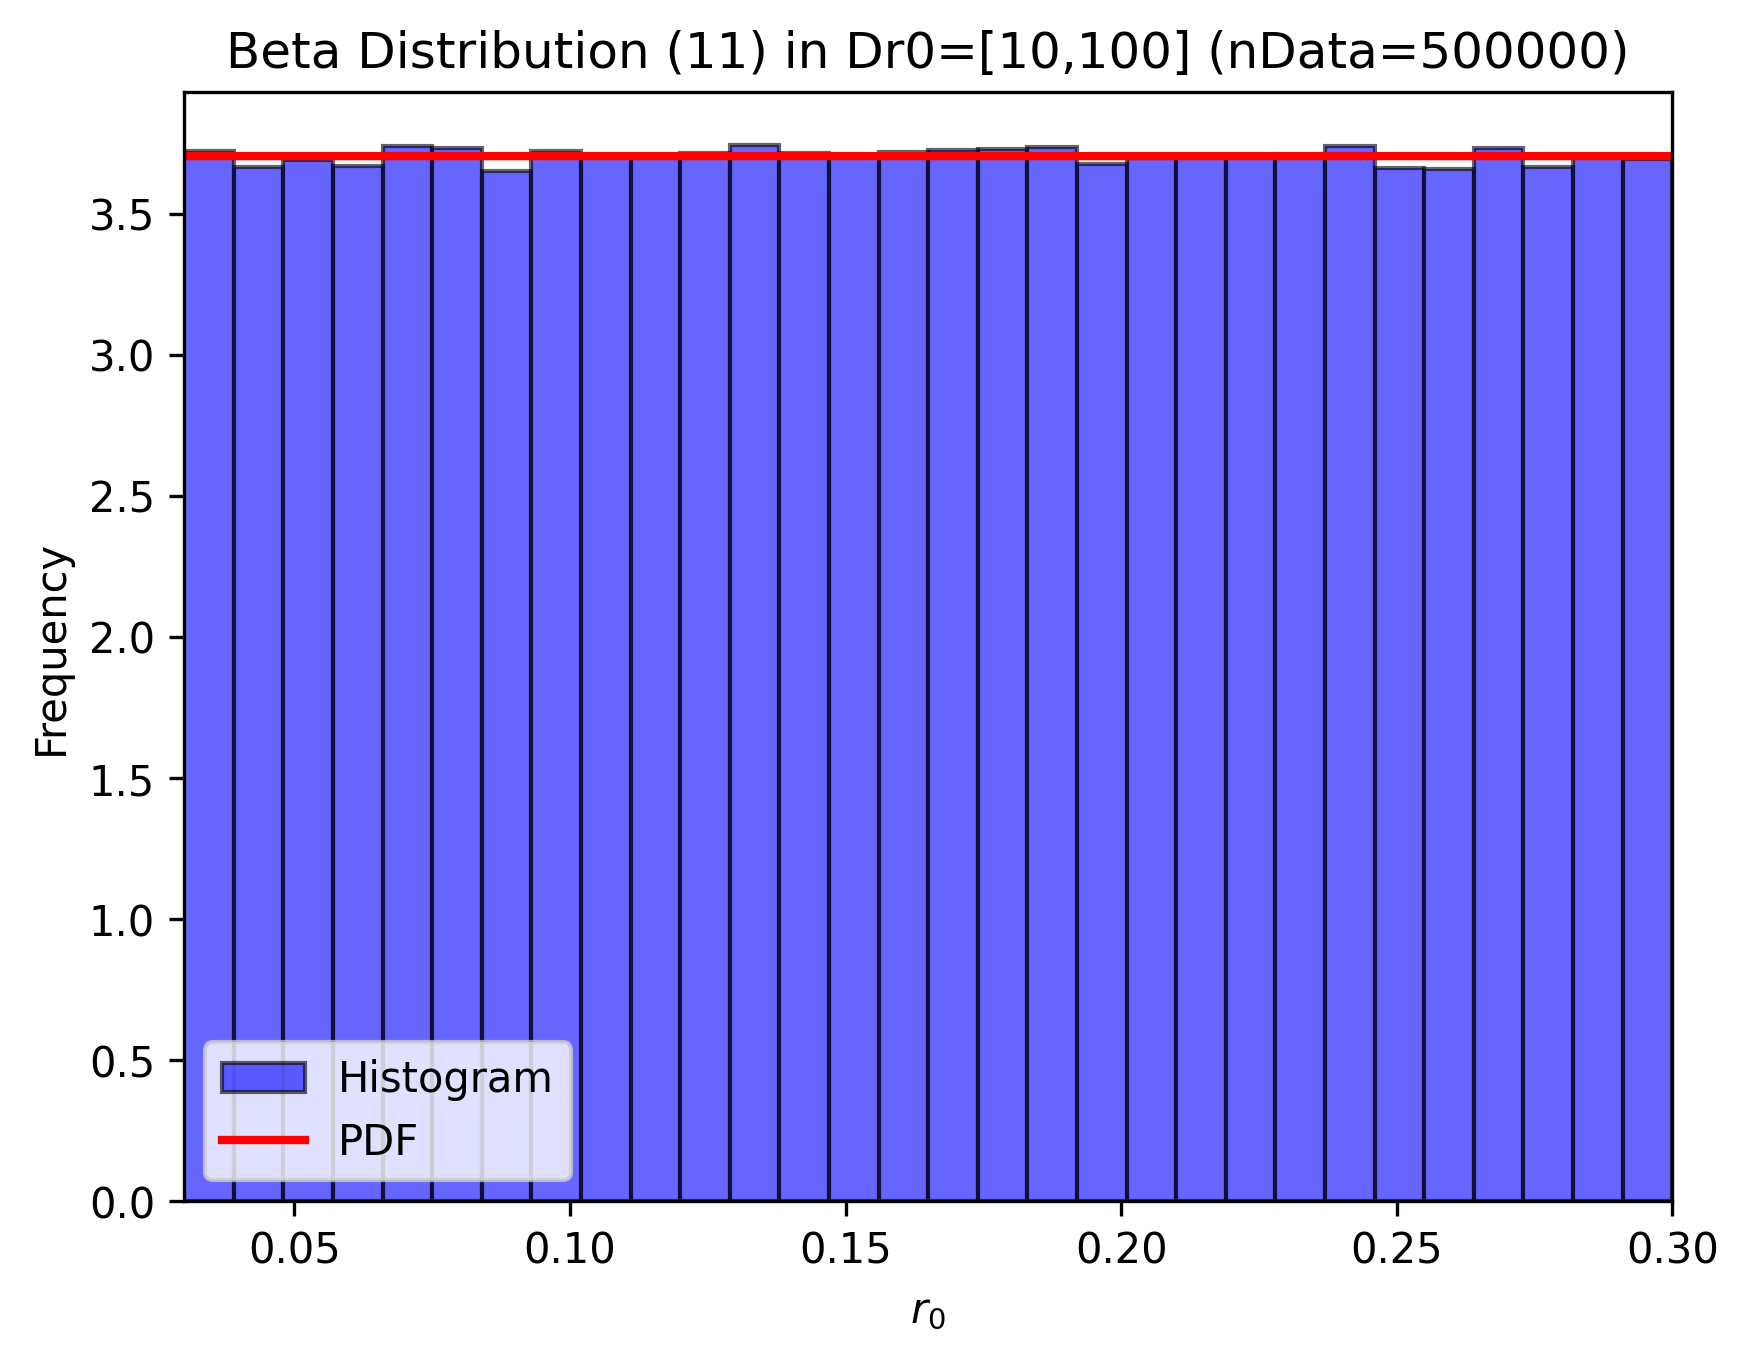 Beta Distribution (11) in Dr0=[10,100] (nData=500000)
Frequency
3.5
3.0
2.5
2.0
1.5
1.0
0.5
0.0
Histogram
PDF
0.05 0.10 0.15 0.20 0.25 0.30
r₀